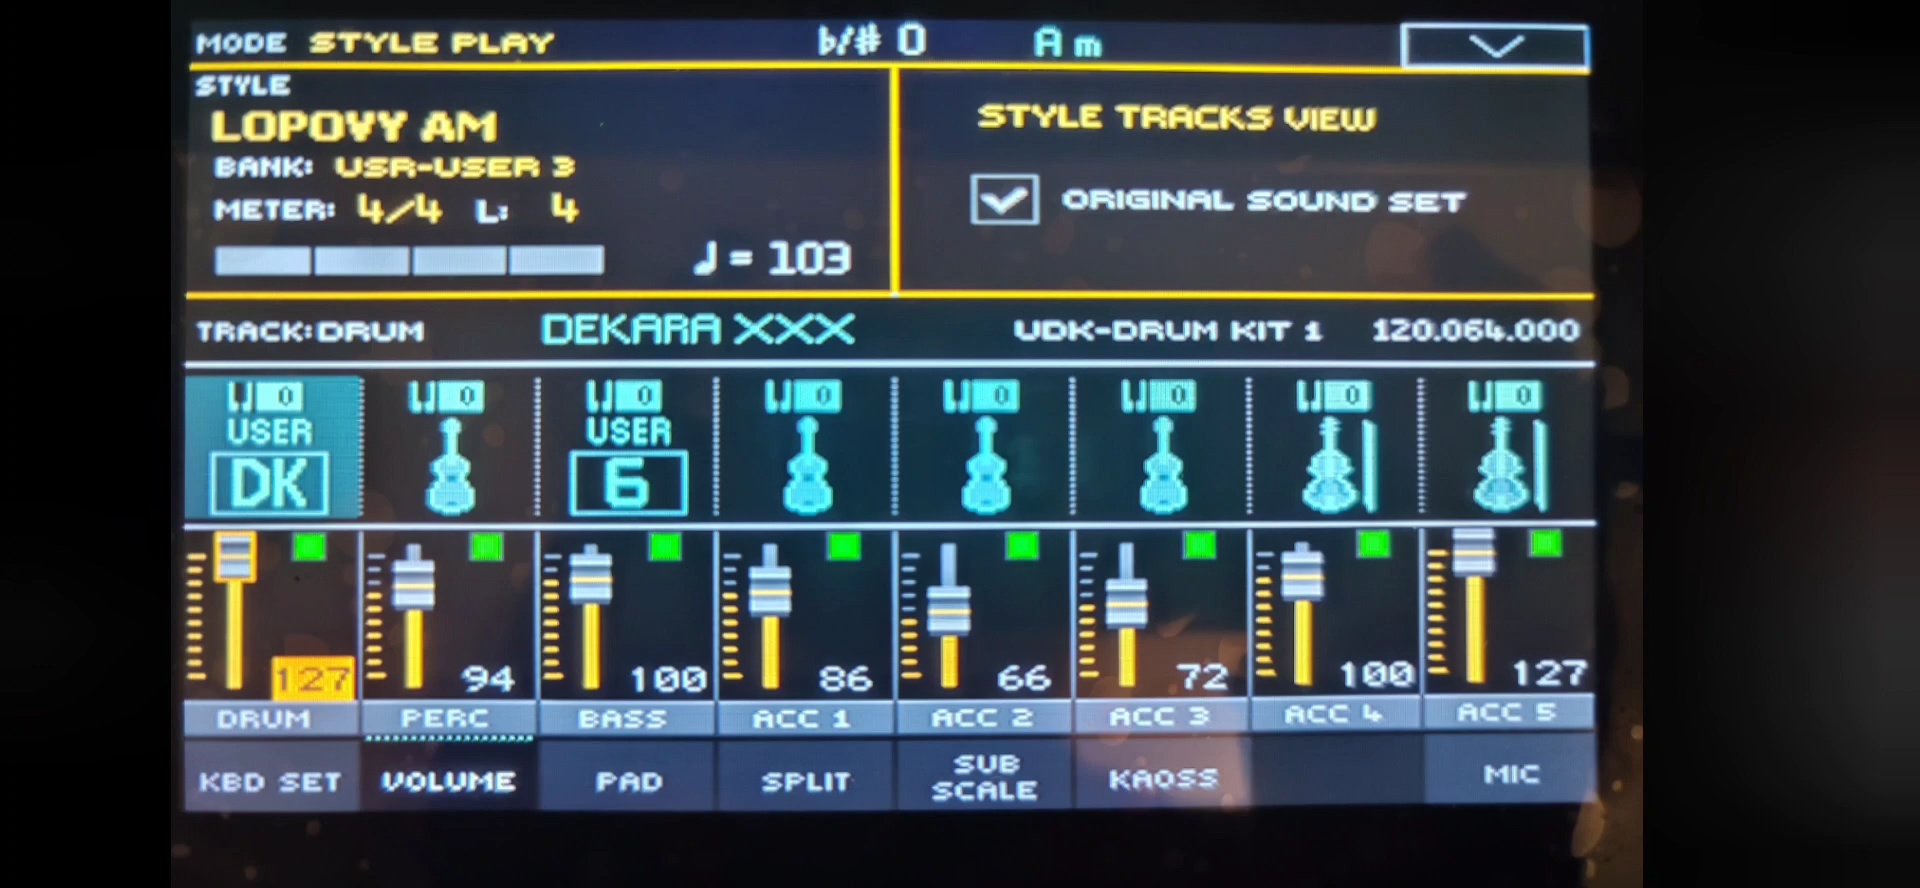 MODE STYLE PLAY ♭/# 0 Am
STYLE
LOPOVY AM
BANK: USR-USER 3
METER: 4/4 L: 4
♩= 103
STYLE TRACKS VIEW
ORIGINAL SOUND SET
TRACK:DRUM DEKARA XXX UDK-DRUM KIT 1 120.064.000
0 0 0 0 0 0 0 0
USER USER
DK 6
127 94 100 86 66 72 100 127
DRUM PERC BASS ACC 1 ACC 2 ACC 3 ACC 4 ACC 5
KBD SET VOLUME PAD SPLIT SUB SCALE KAOSS MIC